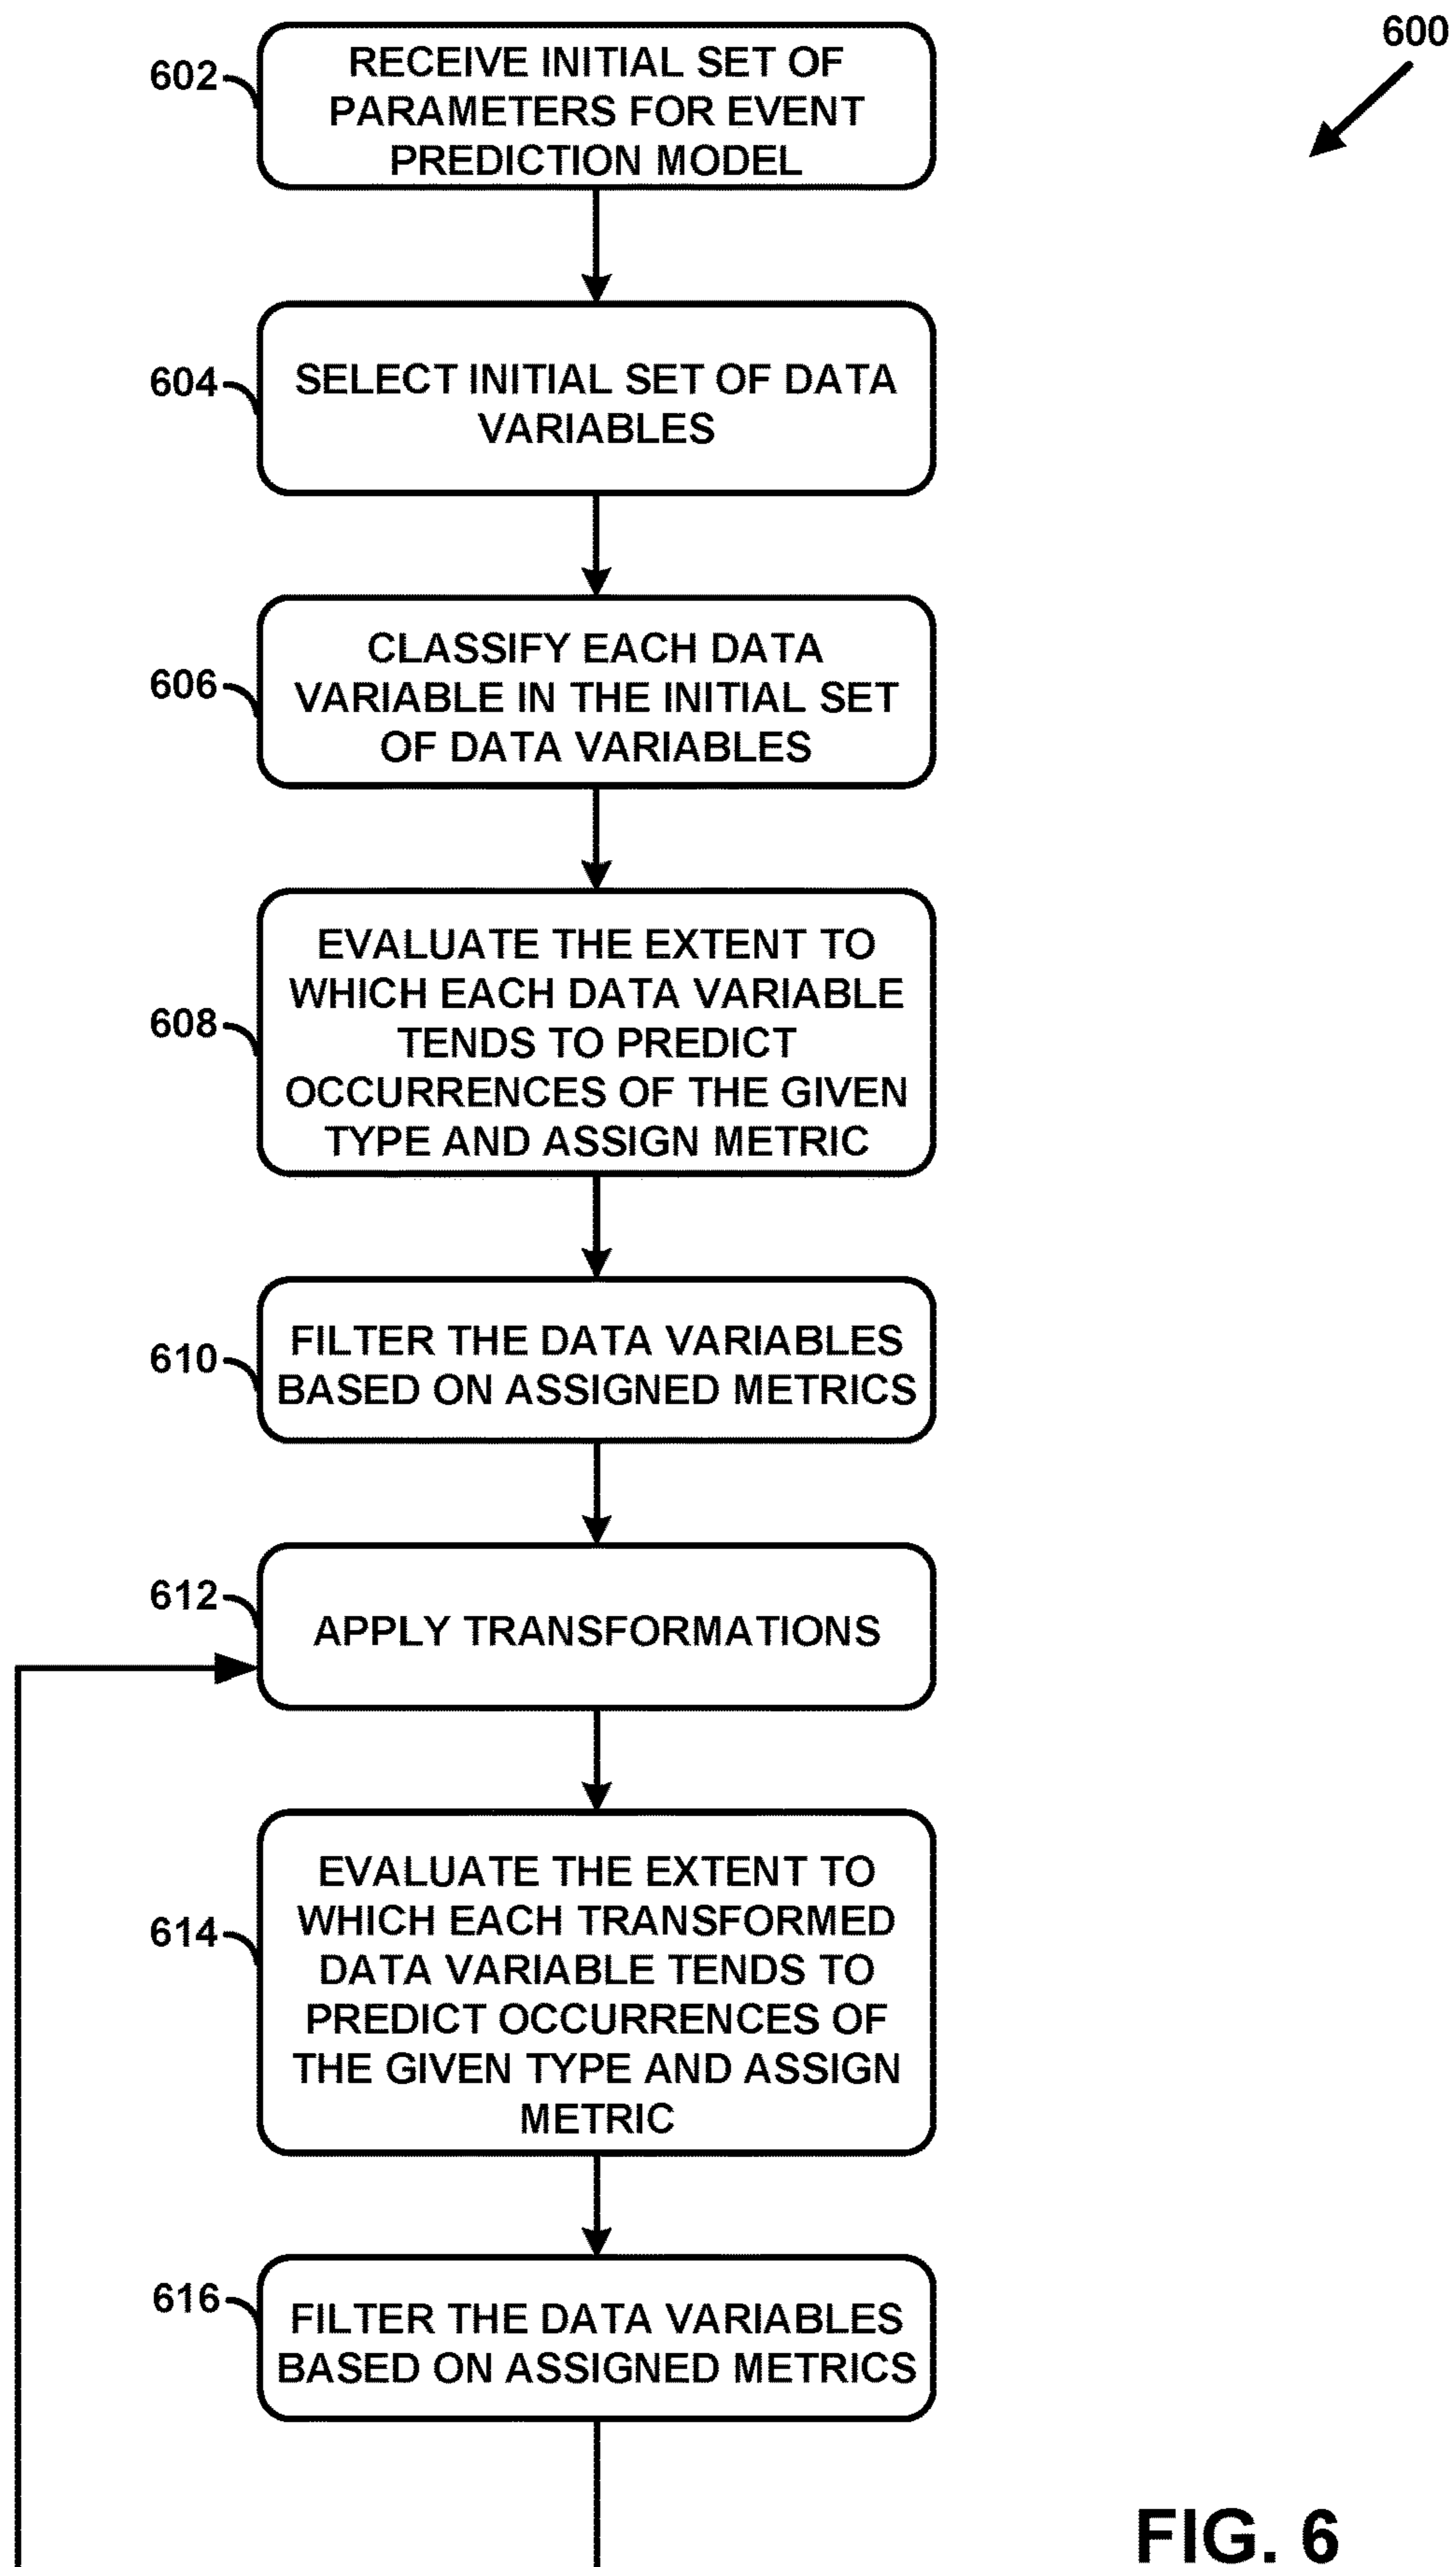 600
602
RECEIVE INITIAL SET OF
PARAMETERS FOR EVENT
PREDICTION MODEL
604
SELECT INITIAL SET OF DATA
VARIABLES
606
CLASSIFY EACH DATA
VARIABLE IN THE INITIAL SET
OF DATA VARIABLES
608
EVALUATE THE EXTENT TO
WHICH EACH DATA VARIABLE
TENDS TO PREDICT
OCCURRENCES OF THE GIVEN
TYPE AND ASSIGN METRIC
610
FILTER THE DATA VARIABLES
BASED ON ASSIGNED METRICS
612
APPLY TRANSFORMATIONS
614
EVALUATE THE EXTENT TO
WHICH EACH TRANSFORMED
DATA VARIABLE TENDS TO
PREDICT OCCURRENCES OF
THE GIVEN TYPE AND ASSIGN
METRIC
616
FILTER THE DATA VARIABLES
BASED ON ASSIGNED METRICS
FIG. 6